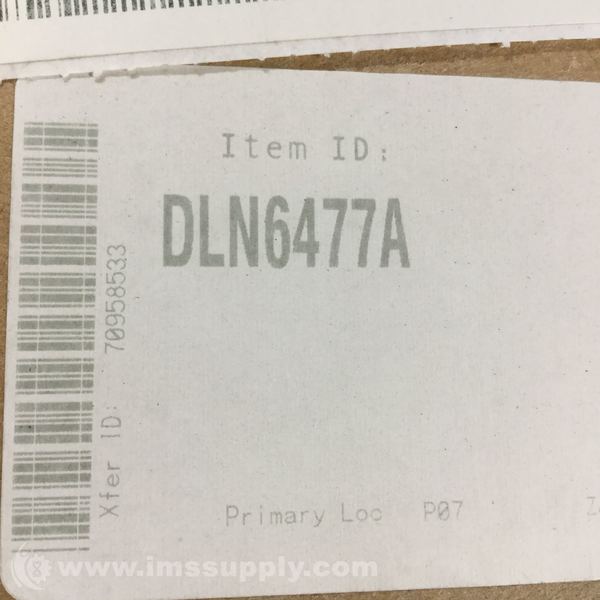 Item ID:
DLN6477A
Xfer ID: 70958533
Primary Loc P07
www.imssupply.com